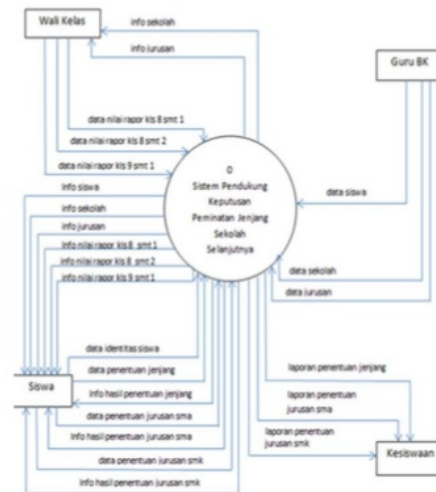 Wali Kelas
info sekolah
info jurusan
Guru BK
data nilai rapor kls 8 smt 1
data nilai rapor kls 8 smt 2
data nilai rapor kls 9 smt 1
info siswa
info sekolah
info jurusan
info nilai rapor kls 8 smt 1
info nilai rapor kls 8 smt 2
info nilai rapor kls 9 smt 1
0
Sistem Pendukung
Keputusan
Peminatan Jenjang
Sekolah
Selanjutnya
data siswa
data sekolah
data jurusan
data identitas siswa
data penentuan jenjang
Info hasil penentuan jenjang
data penentuan jurusan sma
Info hasil penentuan jurusan sma
data penentuan jurusan smk
Info hasil penentuan jurusan smk
Siswa
laporan penentuan jenjang
laporan penentuan
jurusan sma
laporan penentuan
jurusan smk
Kesiswaan